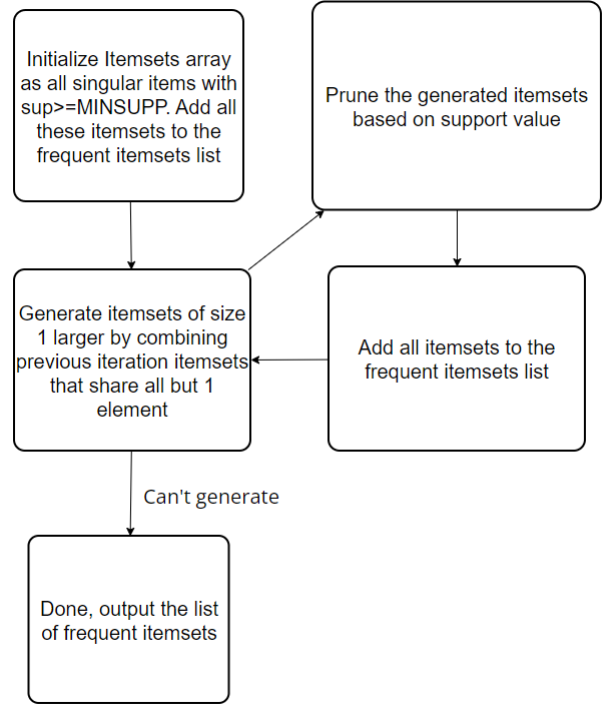 Initialize Itemsets array
as all singular items with
sup>=MINSUPP. Add all
these itemsets to the
frequent itemsets list
Prune the generated itemsets
based on support value
Generate itemsets of size
1 larger by combining
previous iteration itemsets
that share all but 1
element
Add all itemsets to the
frequent itemsets list
Can't generate
Done, output the list
of frequent itemsets